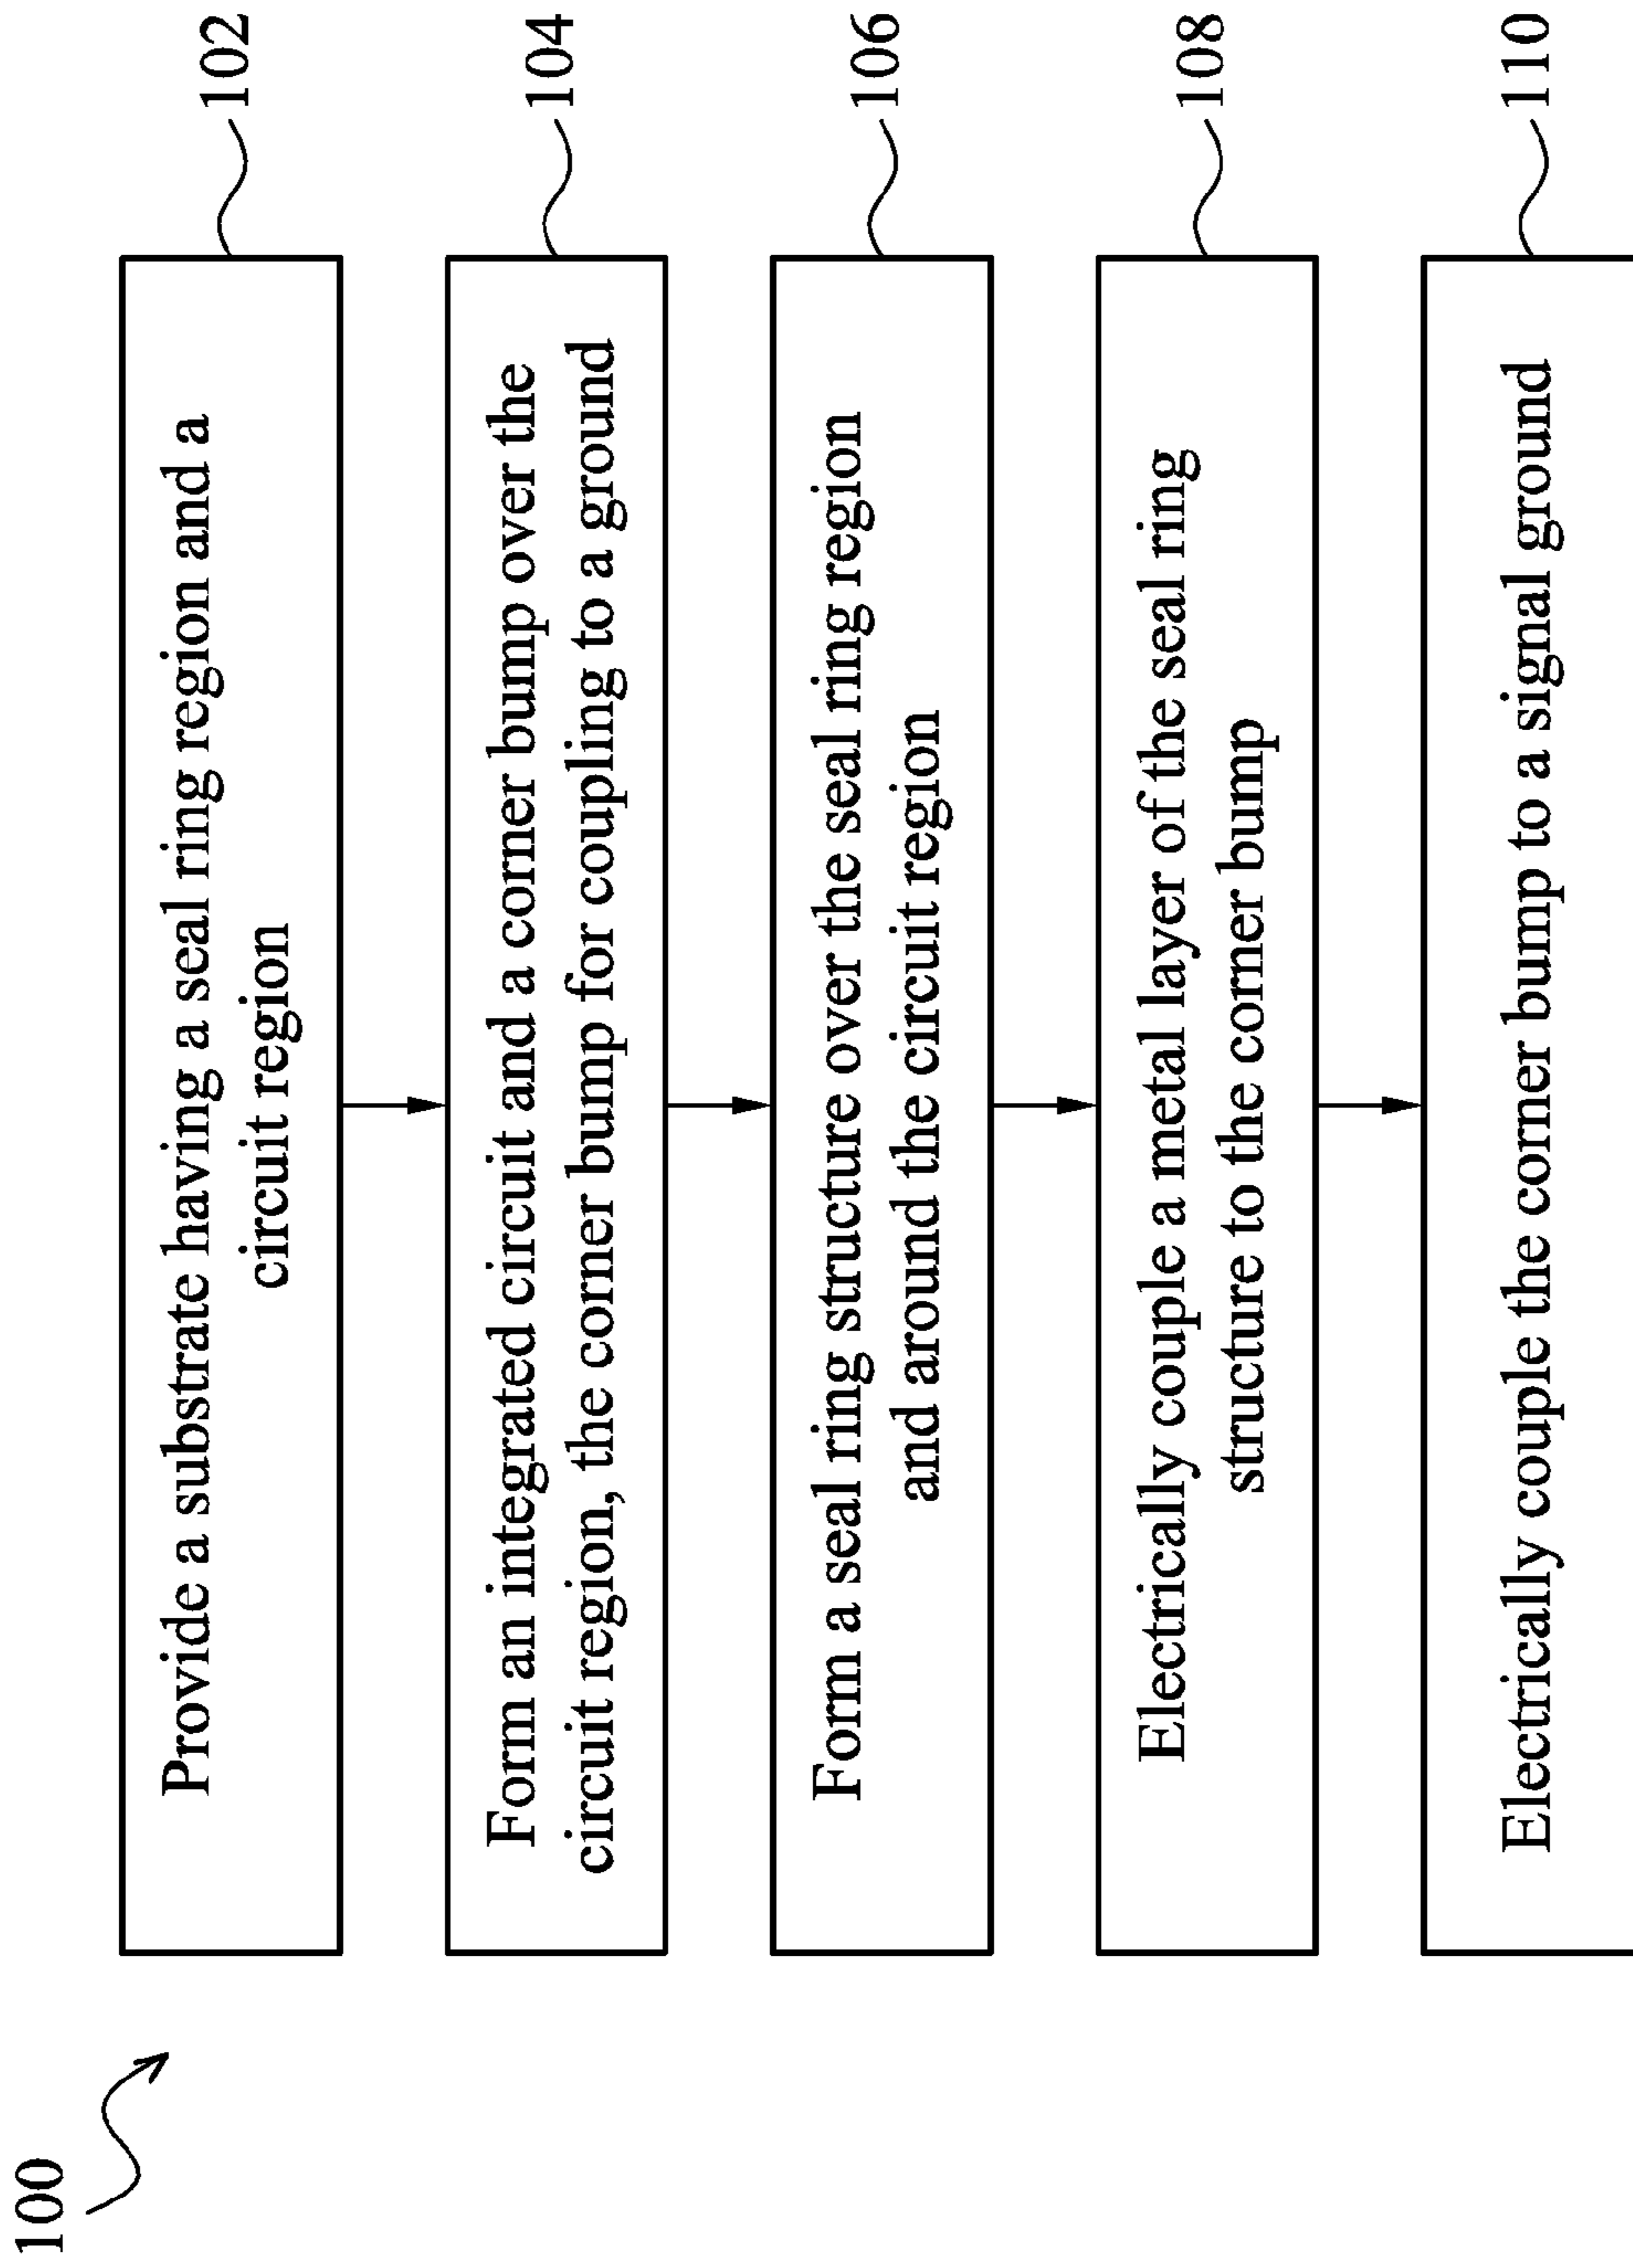 100
Provide a substrate having a seal ring region and a
circuit region
102
Form an integrated circuit and a corner bump over the
circuit region, the corner bump for coupling to a ground
104
Form a seal ring structure over the seal ring region
and around the circuit region
106
Electrically couple a metal layer of the seal ring
structure to the corner bump
108
Electrically couple the corner bump to a signal ground
110